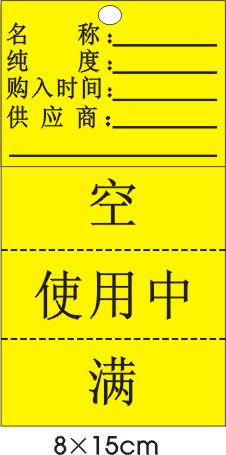 名 称：
纯 度：
购入时间：
供 应 商：
空
使用中
满
8×15cm